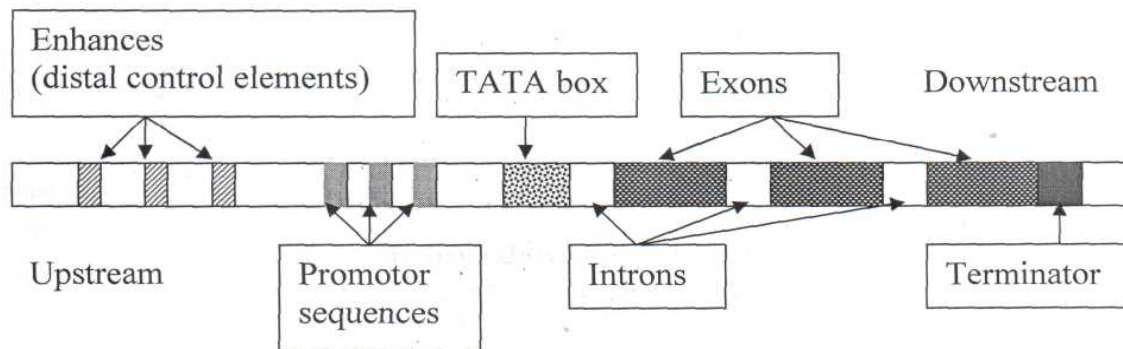 Enhances
(distal control elements)
TATA box
Exons
Downstream
Upstream
Promotor
sequences
Introns
Terminator